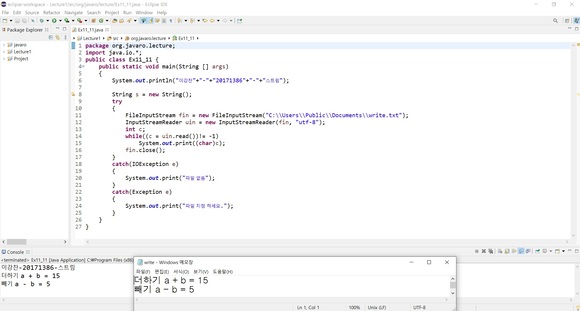 eclipse-workspace - Lecture1/src/org/javaro/lecture/Ex11_11.java - Eclipse IDE
File Edit Source Refactor Navigate Search Project Run Window Help
Package Explorer
Javaro
Lecture1
Project
Ex11_11.java
Lecture1 src org.javaro.lecture Ex11_11
1 package org.javaro.lecture;
2 import java.io.*;
3 public class Ex11_11 {
4 public static void main(String [] args)
5 {
6 System.out.println("이강찬"+"-"+"20171386"+"-"+"스트림");
7
8 String s = new String();
9 try
10 {
11 FileInputStream fin = new FileInputStream("C:\\Users\\Public\\Documents\\write.txt");
12 InputStreamReader uin = new InputStreamReader(fin, "utf-8");
13 int c;
14 while((c = uin.read())!= -1)
15 System.out.print((char)c);
16 fin.close();
17 }
18 catch(IOException e)
19 {
20 System.out.print("파일 없음");
21 }
22 catch(Exception e)
23 {
24 System.out.print("파일 지정 하세요.");
25 }
26 }
27 }
Console
<terminated> Ex11_11 [Java Application] C:\Program Files (x86)
이강찬-20171386-스트림
더하기 a + b = 15
빼기 a - b = 5
write - Windows 메모장
파일(F) 편집(E) 서식(O) 보기(V) 도움말(H)
더하기 a + b = 15
빼기 a - b = 5
Ln 1, Col 1 100% Unix (LF) UTF-8